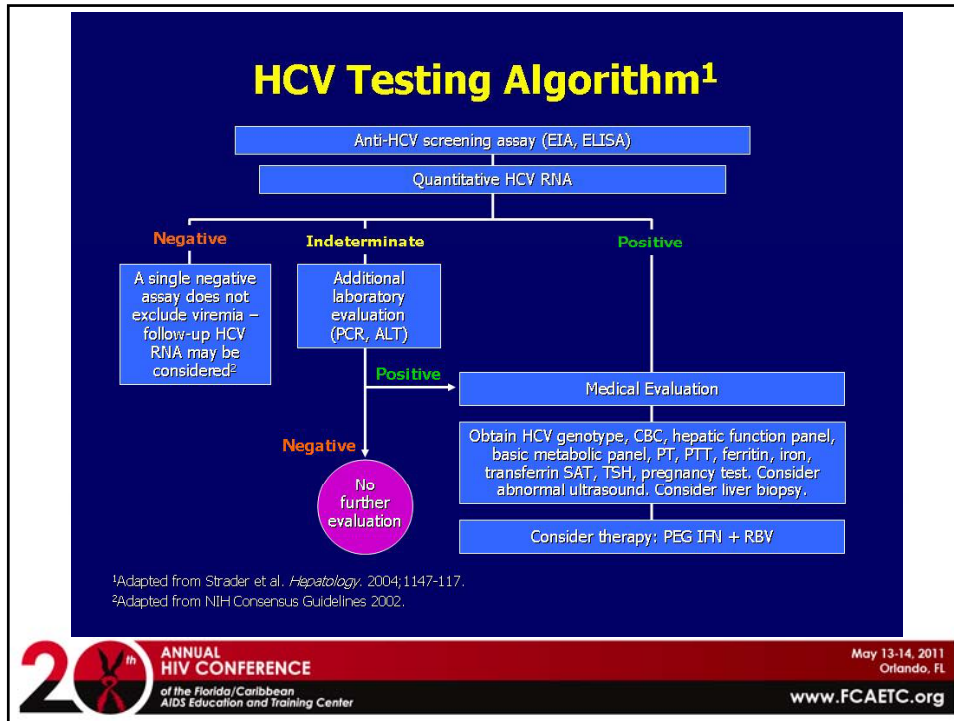 HCV Testing Algorithm¹
Anti-HCV screening assay (EIA, ELISA)
Quantitative HCV RNA
Negative
Indeterminate
Positive
A single negative
assay does not
exclude viremia –
follow-up HCV
RNA may be
considered²
Additional
laboratory
evaluation
(PCR, ALT)
Positive
Medical Evaluation
Negative
Obtain HCV genotype, CBC, hepatic function panel,
basic metabolic panel, PT, PTT, ferritin, iron,
transferrin SAT, TSH, pregnancy test. Consider
abnormal ultrasound. Consider liver biopsy.
No
further
evaluation
Consider therapy: PEG IFN + RBV
¹Adapted from Strader et al. Hepatology. 2004;1147-117.
²Adapted from NIH Consensus Guidelines 2002.
20th
ANNUAL
HIV CONFERENCE
of the Florida/Caribbean
AIDS Education and Training Center
May 13-14, 2011
Orlando, FL
www.FCAETC.org